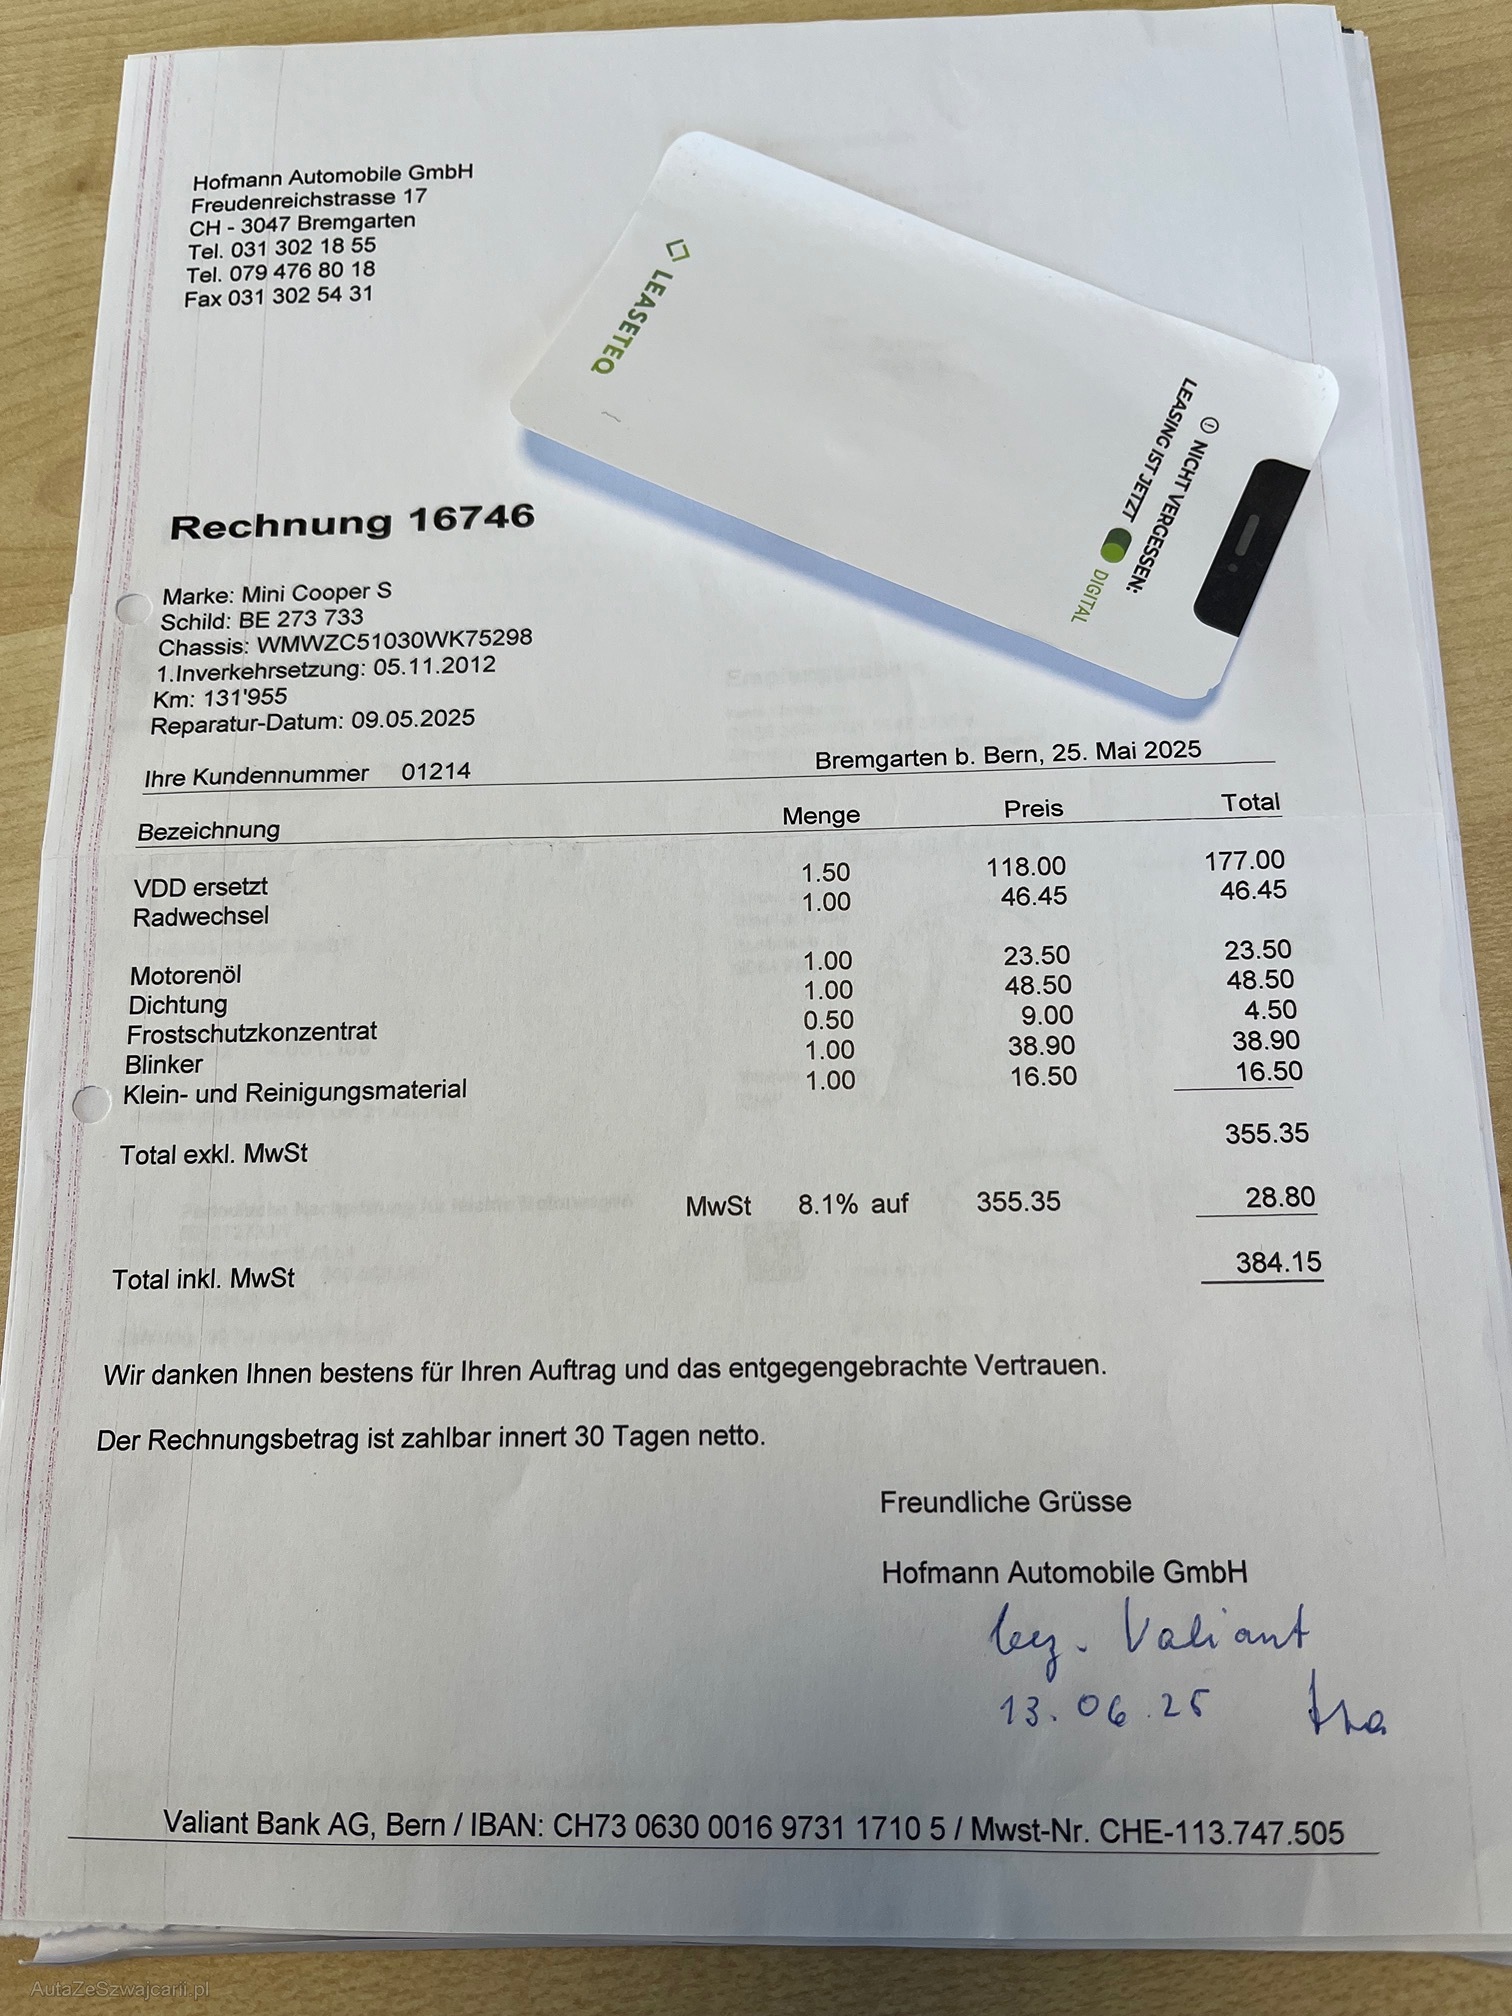 Hofmann Automobile GmbH
Freudenreichstrasse 17
CH - 3047 Bremgarten
Tel. 031 302 18 55
Tel. 079 476 80 18
Fax 031 302 54 31
LEASETEQ
NICHT VERGESSEN:
LEASING IST JETZT DIGITAL
Rechnung 16746
Marke: Mini Cooper S
Schild: BE 273 733
Chassis: WMWZC51030WK75298
1.Inverkehrsetzung: 05.11.2012
Km: 131'955
Reparatur-Datum: 09.05.2025
Ihre Kundennummer 01214 Bremgarten b. Bern, 25. Mai 2025
Bezeichnung Menge Preis Total
VDD ersetzt 1.50 118.00 177.00
Radwechsel 1.00 46.45 46.45
Motorenöl 1.00 23.50 23.50
Dichtung 1.00 48.50 48.50
Frostschutzkonzentrat 0.50 9.00 4.50
Blinker 1.00 38.90 38.90
Klein- und Reinigungsmaterial 1.00 16.50 16.50
Total exkl. MwSt 355.35
MwSt 8.1% auf 355.35 28.80
Total inkl. MwSt 384.15
Wir danken Ihnen bestens für Ihren Auftrag und das entgegengebrachte Vertrauen.
Der Rechnungsbetrag ist zahlbar innert 30 Tagen netto.
Freundliche Grüsse
Hofmann Automobile GmbH
bez. Valiant
13.06.25
Valiant Bank AG, Bern / IBAN: CH73 0630 0016 9731 1710 5 / Mwst-Nr. CHE-113.747.505
AutaZeSzwajcarii.pl